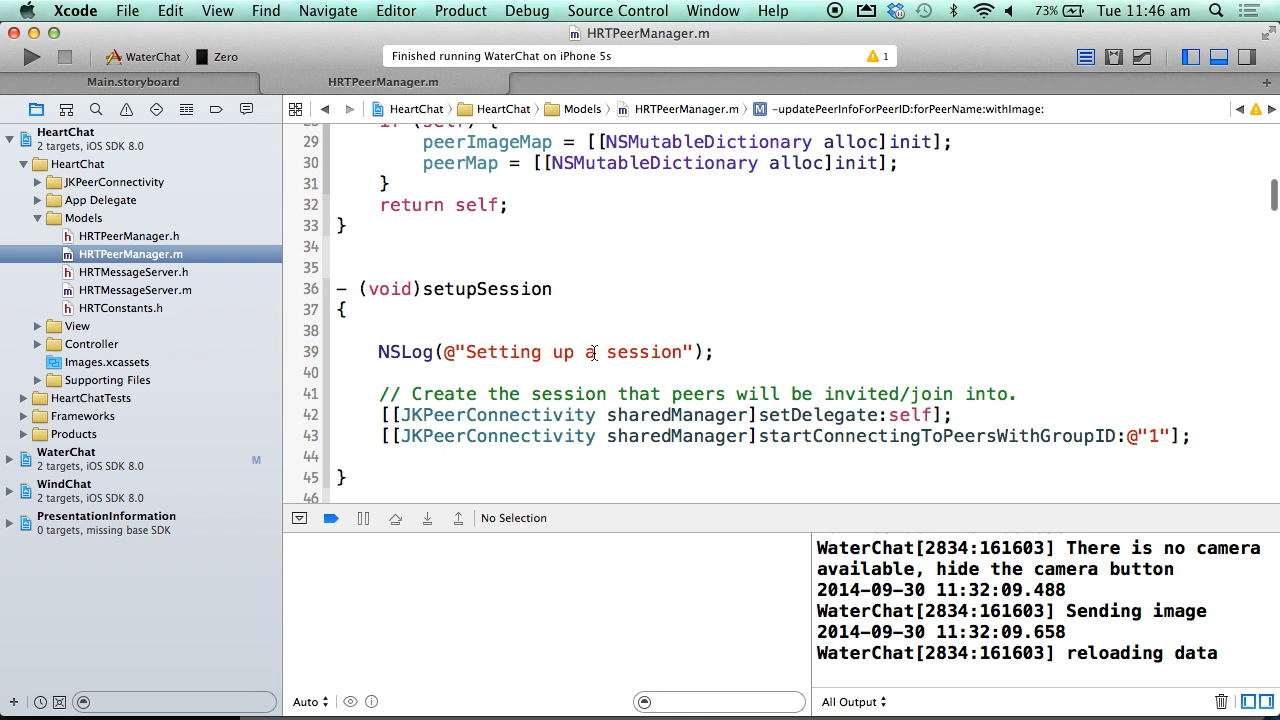 Xcode File Edit View Find Navigate Editor Product Debug Source Control Window Help 73% Tue 11:46 am
HRTPeerManager.m
WaterChat Zero Finished running WaterChat on iPhone 5s 1
Main.storyboard HRTPeerManager.m
HeartChat HeartChat Models HRTPeerManager.m -updatePeerInfoForPeerID:forPeerName:withImage:
HeartChat
2 targets, iOS SDK 8.0
HeartChat
JKPeerConnectivity
App Delegate
Models
HRTPeerManager.h
HRTPeerManager.m
HRTMessageServer.h
HRTMessageServer.m
HRTConstants.h
View
Controller
Images.xcassets
Supporting Files
HeartChatTests
Frameworks
Products
WaterChat M
2 targets, iOS SDK 8.0
WindChat
2 targets, iOS SDK 8.0
PresentationInformation
0 targets, missing base SDK
28 if (self) {
29 peerImageMap = [[NSMutableDictionary alloc]init];
30 peerMap = [[NSMutableDictionary alloc]init];
31 }
32 return self;
33 }
34
35
36 - (void)setupSession
37 {
38
39 NSLog(@"Setting up a session");
40
41 // Create the session that peers will be invited/join into.
42 [[JKPeerConnectivity sharedManager]setDelegate:self];
43 [[JKPeerConnectivity sharedManager]startConnectingToPeersWithGroupID:@"1"];
44
45 }
46
No Selection
WaterChat[2834:161603] There is no camera
available, hide the camera button
2014-09-30 11:32:09.488
WaterChat[2834:161603] Sending image
2014-09-30 11:32:09.658
WaterChat[2834:161603] reloading data
Auto All Output